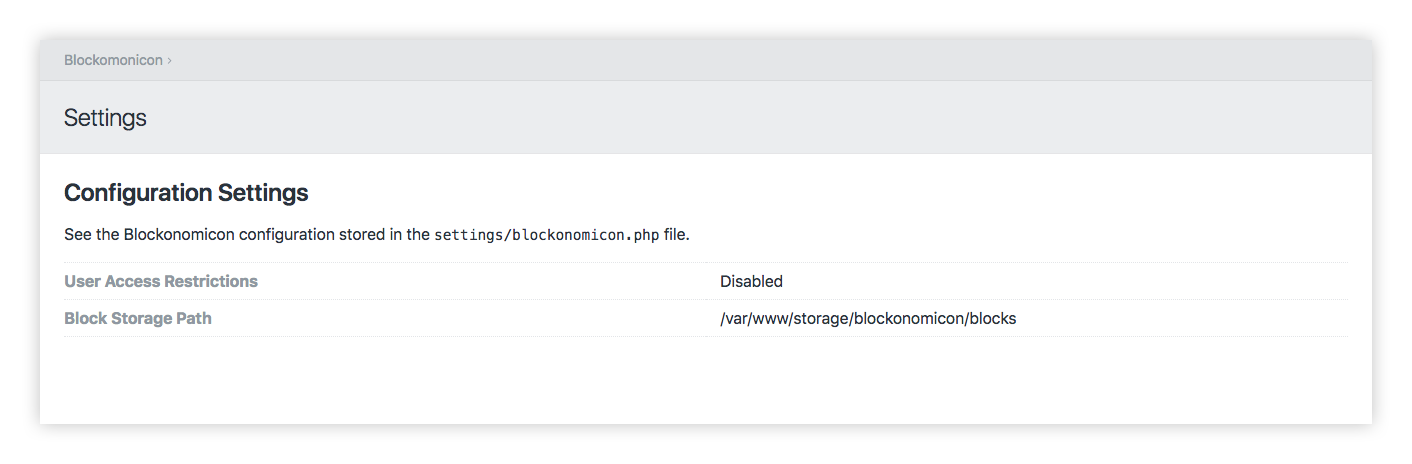 Blockomonicon ›
Settings
Configuration Settings
See the Blockonomicon configuration stored in the settings/blockonomicon.php file.
User Access Restrictions Disabled
Block Storage Path /var/www/storage/blockonomicon/blocks